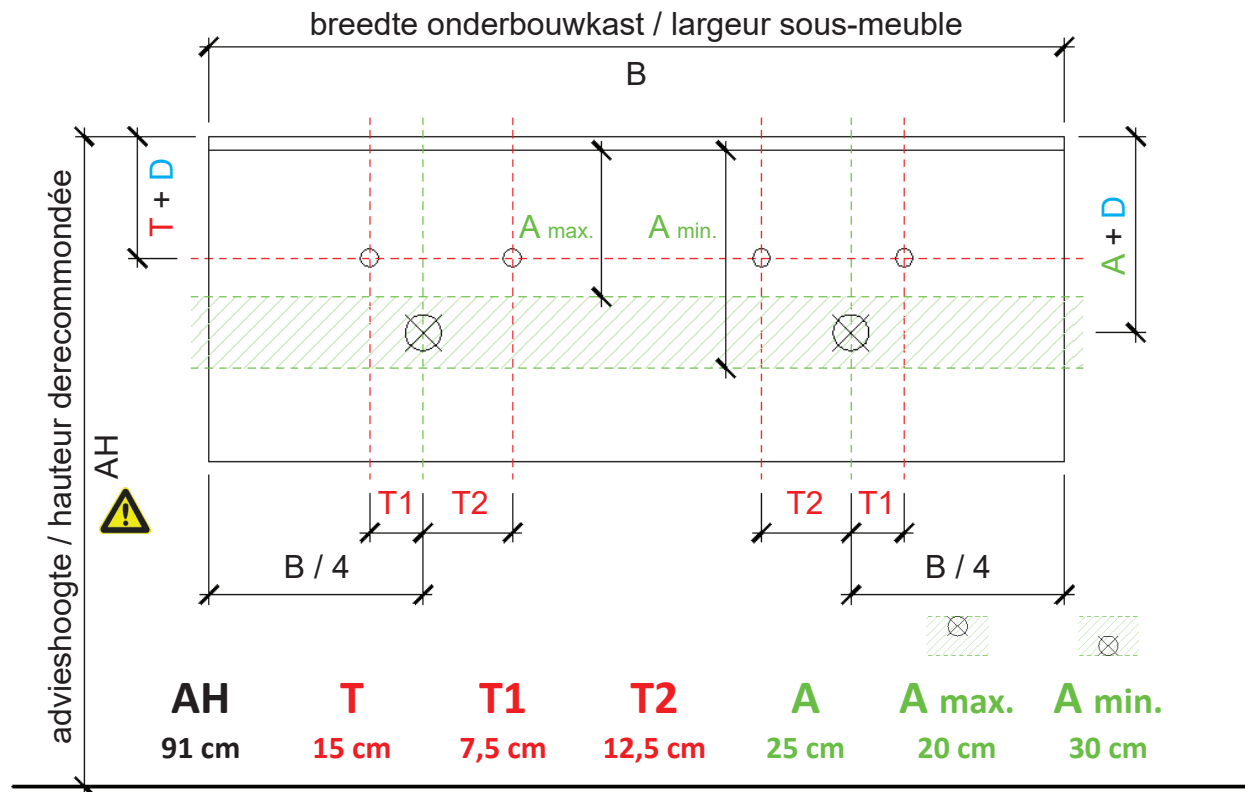 breedte onderbouwkast / largeur sous-meuble
B
advieshoogte / hauteur derecommondée
AH
T + D
A max.
A min.
A + D
T1
T2
T2
T1
B / 4
B / 4
AH
T
T1
T2
A
A max.
A min.
91 cm
15 cm
7,5 cm
12,5 cm
25 cm
20 cm
30 cm